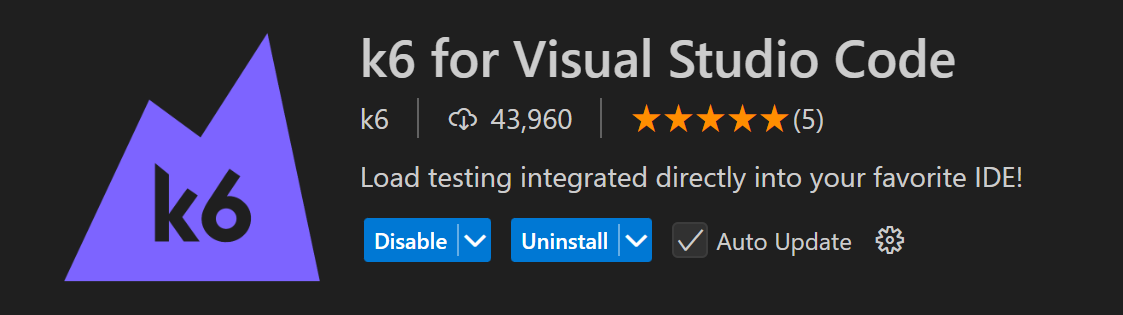 k6
k6 for Visual Studio Code
k6 43,960 (5)
Load testing integrated directly into your favorite IDE!
Disable Uninstall Auto Update